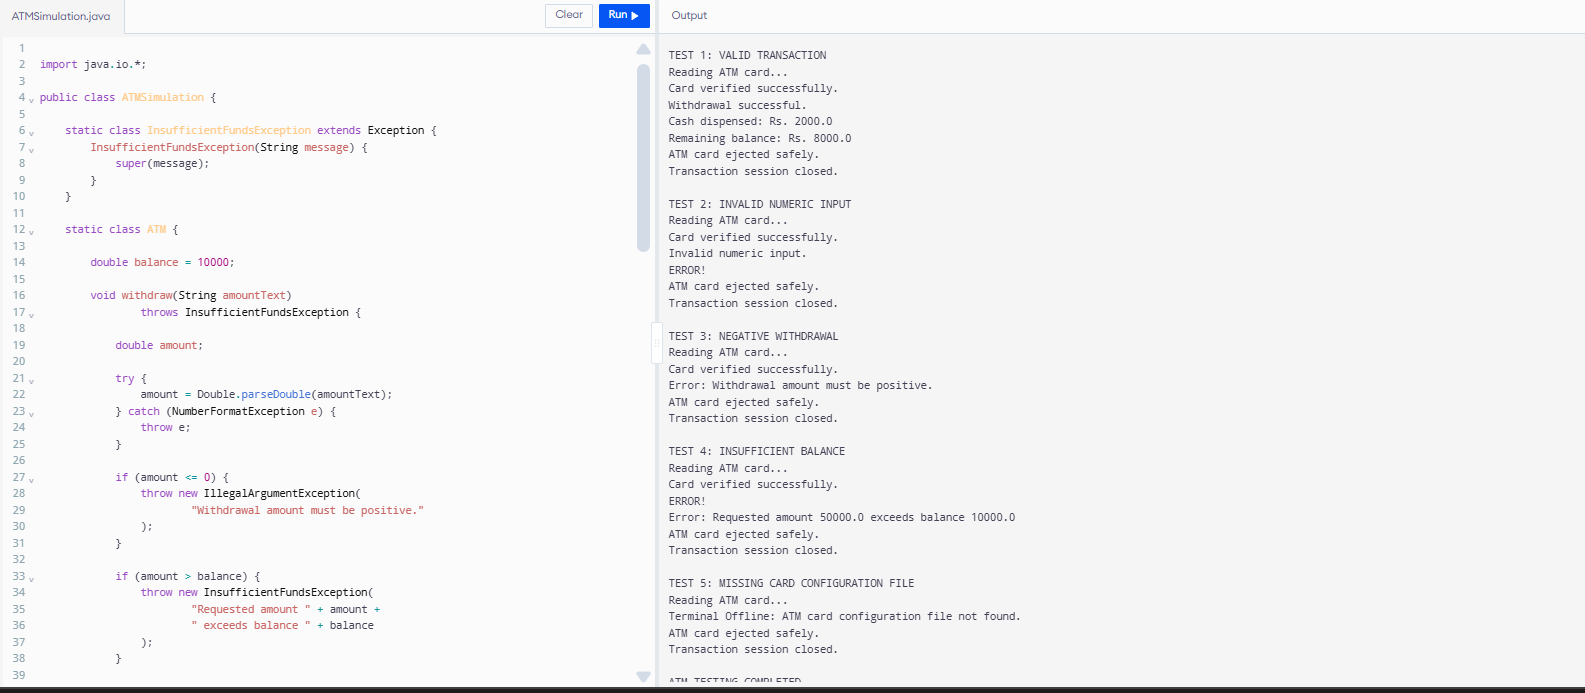 ATMSimulation.java
Clear
Run
1
2 import java.io.*;
3
4 public class ATMSimulation {
5
6 static class InsufficientFundsException extends Exception {
7 InsufficientFundsException(String message) {
8 super(message);
9 }
10 }
11
12 static class ATM {
13
14 double balance = 10000;
15
16 void withdraw(String amountText)
17 throws InsufficientFundsException {
18
19 double amount;
20
21 try {
22 amount = Double.parseDouble(amountText);
23 } catch (NumberFormatException e) {
24 throw e;
25 }
26
27 if (amount <= 0) {
28 throw new IllegalArgumentException(
29 "Withdrawal amount must be positive."
30 );
31 }
32
33 if (amount > balance) {
34 throw new InsufficientFundsException(
35 "Requested amount " + amount +
36 " exceeds balance " + balance
37 );
38 }
39
Output
TEST 1: VALID TRANSACTION
Reading ATM card...
Card verified successfully.
Withdrawal successful.
Cash dispensed: Rs. 2000.0
Remaining balance: Rs. 8000.0
ATM card ejected safely.
Transaction session closed.
TEST 2: INVALID NUMERIC INPUT
Reading ATM card...
Card verified successfully.
Invalid numeric input.
ERROR!
ATM card ejected safely.
Transaction session closed.
TEST 3: NEGATIVE WITHDRAWAL
Reading ATM card...
Card verified successfully.
Error: Withdrawal amount must be positive.
ATM card ejected safely.
Transaction session closed.
TEST 4: INSUFFICIENT BALANCE
Reading ATM card...
Card verified successfully.
ERROR!
Error: Requested amount 50000.0 exceeds balance 10000.0
ATM card ejected safely.
Transaction session closed.
TEST 5: MISSING CARD CONFIGURATION FILE
Reading ATM card...
Terminal Offline: ATM card configuration file not found.
ATM card ejected safely.
Transaction session closed.
ATM TESTING COMPLETED